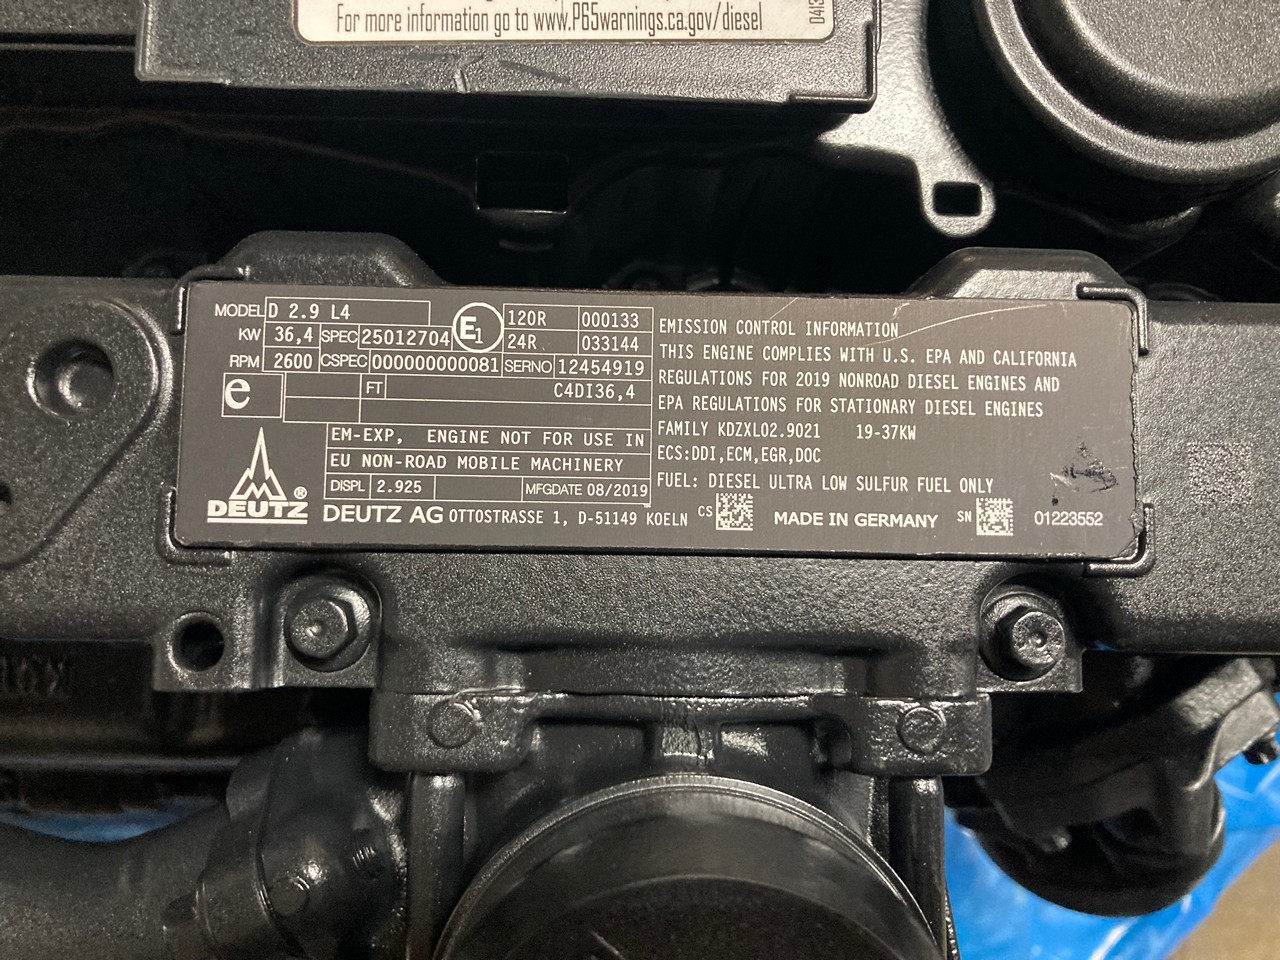 For more information go to www.P65warnings.ca.gov/diesel
MODEL D 2.9 L4
KW 36,4 SPEC 25012704
RPM 2600 CSPEC 000000000081 SERNO 12454919
E1
120R 000133
24R 033144
e
FT C4DI36,4
EM-EXP, ENGINE NOT FOR USE IN
EU NON-ROAD MOBILE MACHINERY
DISPL 2.925 MFGDATE 08/2019
DEUTZ®
DEUTZ AG OTTOSTRASSE 1, D-51149 KOELN CS
EMISSION CONTROL INFORMATION
THIS ENGINE COMPLIES WITH U.S. EPA AND CALIFORNIA
REGULATIONS FOR 2019 NONROAD DIESEL ENGINES AND
EPA REGULATIONS FOR STATIONARY DIESEL ENGINES
FAMILY KDZXL02.9021 19-37KW
ECS:DDI,ECM,EGR,DOC
FUEL: DIESEL ULTRA LOW SULFUR FUEL ONLY
MADE IN GERMANY SN 01223552